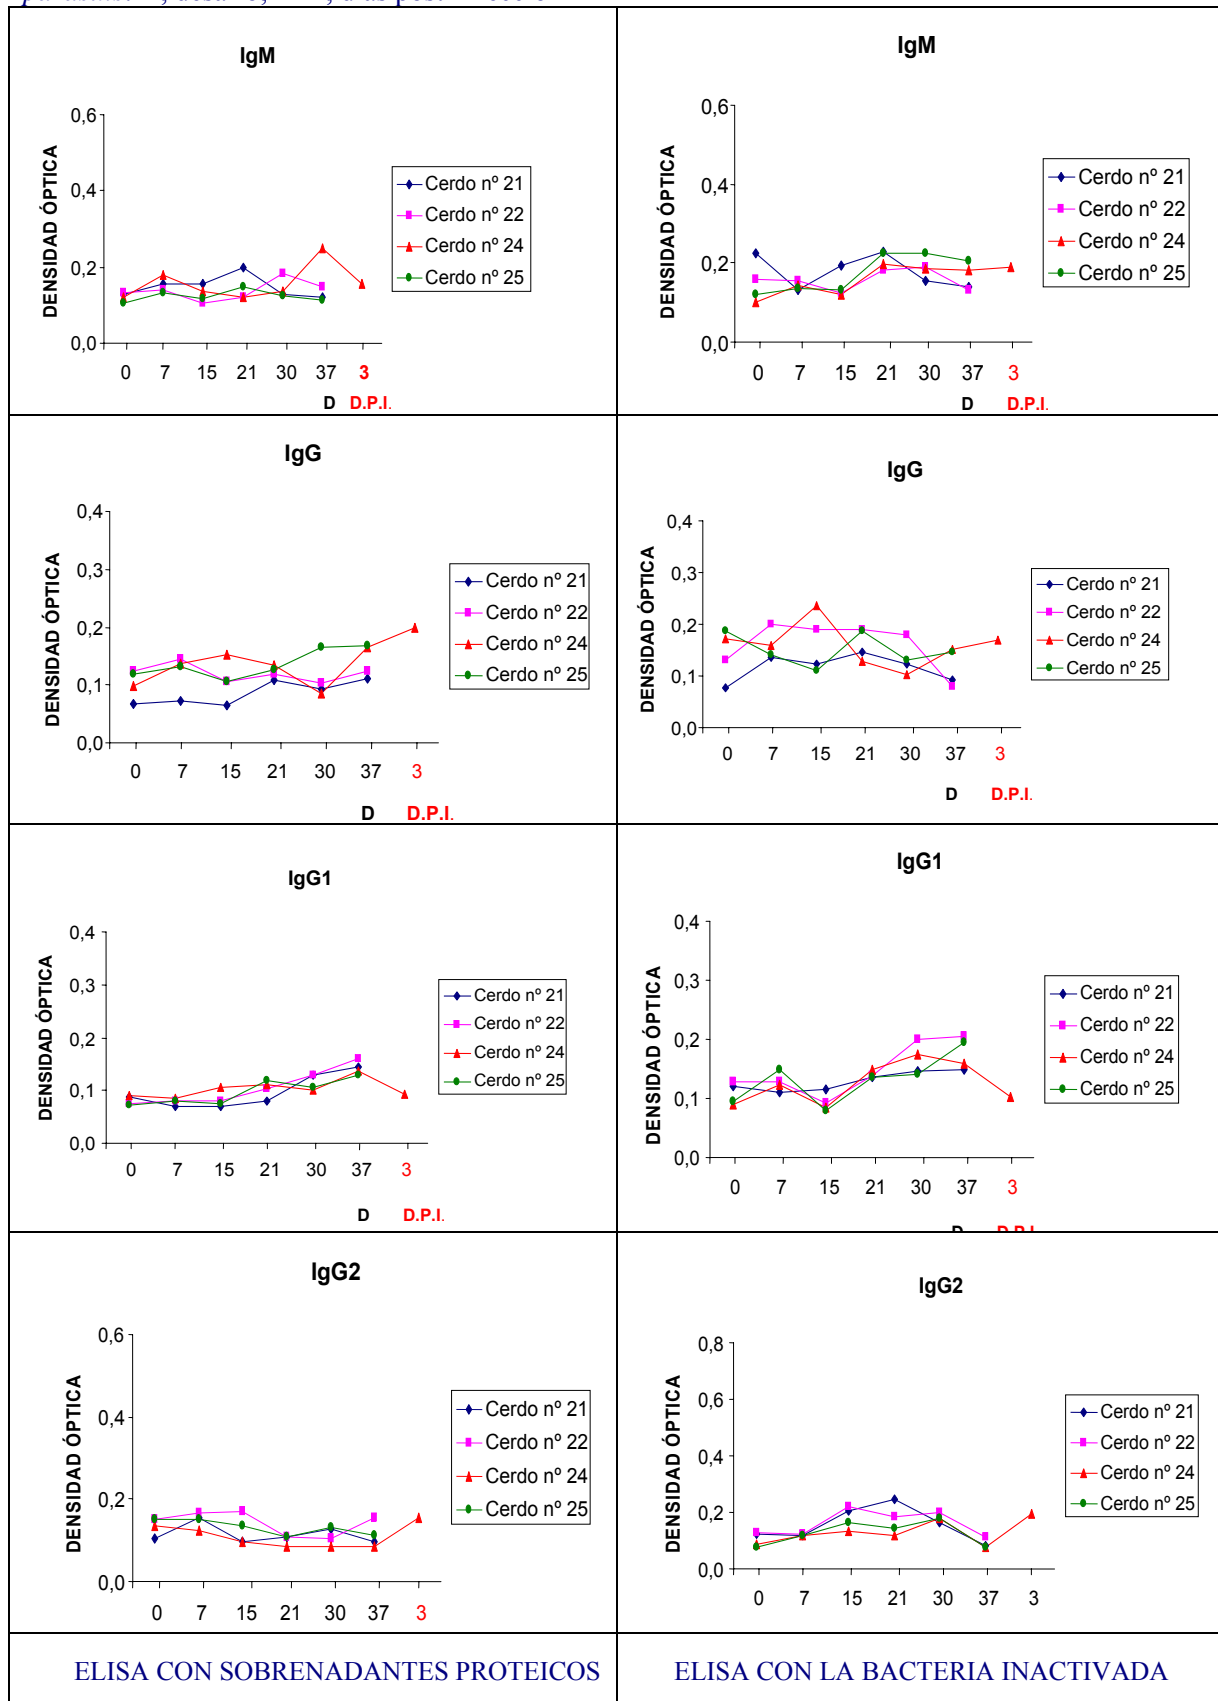 IgM
DENSIDAD ÓPTICA
0,6
0,4
0,2
0,0
0 7 15 21 30 37 3
D D.P.I.
Cerdo nº 21
Cerdo nº 22
Cerdo nº 24
Cerdo nº 25
IgM
DENSIDAD ÓPTICA
0,6
0,4
0,2
0,0
0 7 15 21 30 37 3
D D.P.I.
Cerdo nº 21
Cerdo nº 22
Cerdo nº 24
Cerdo nº 25
IgG
DENSIDAD ÓPTICA
0,4
0,3
0,2
0,1
0,0
0 7 15 21 30 37 3
D D.P.I.
Cerdo nº 21
Cerdo nº 22
Cerdo nº 24
Cerdo nº 25
IgG
DENSIDAD ÓPTICA
0,4
0,3
0,2
0,1
0,0
0 7 15 21 30 37 3
D D.P.I.
Cerdo nº 21
Cerdo nº 22
Cerdo nº 24
Cerdo nº 25
IgG1
DENSIDAD ÓPTICA
0,4
0,3
0,2
0,1
0,0
0 7 15 21 30 37 3
D D.P.I.
Cerdo nº 21
Cerdo nº 22
Cerdo nº 24
Cerdo nº 25
IgG1
DENSIDAD ÓPTICA
0,4
0,3
0,2
0,1
0,0
0 7 15 21 30 37 3
Cerdo nº 21
Cerdo nº 22
Cerdo nº 24
Cerdo nº 25
IgG2
DENSIDAD ÓPTICA
0,6
0,4
0,2
0,0
0 7 15 21 30 37 3
Cerdo nº 21
Cerdo nº 22
Cerdo nº 24
Cerdo nº 25
IgG2
DENSIDAD ÓPTICA
0,8
0,6
0,4
0,2
0,0
0 7 15 21 30 37 3
Cerdo nº 21
Cerdo nº 22
Cerdo nº 24
Cerdo nº 25
ELISA CON SOBRENADANTES PROTEICOS
ELISA CON LA BACTERIA INACTIVADA